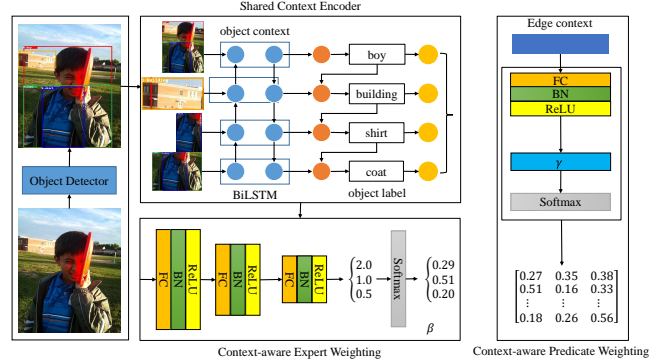 Shared Context Encoder
Edge context
object context
boy
building
shirt
coat
BiLSTM
object label
Object Detector
FC
BN
ReLU
γ
Softmax
FC
BN
ReLU
FC
BN
ReLU
FC
BN
ReLU
2.0
1.0
0.5
Softmax
0.29
0.51
0.20
β
0.27 0.35 0.38
0.51 0.16 0.33
⋮ ⋮ ⋮
0.18 0.26 0.56
Context-aware Expert Weighting
Context-aware Predicate Weighting